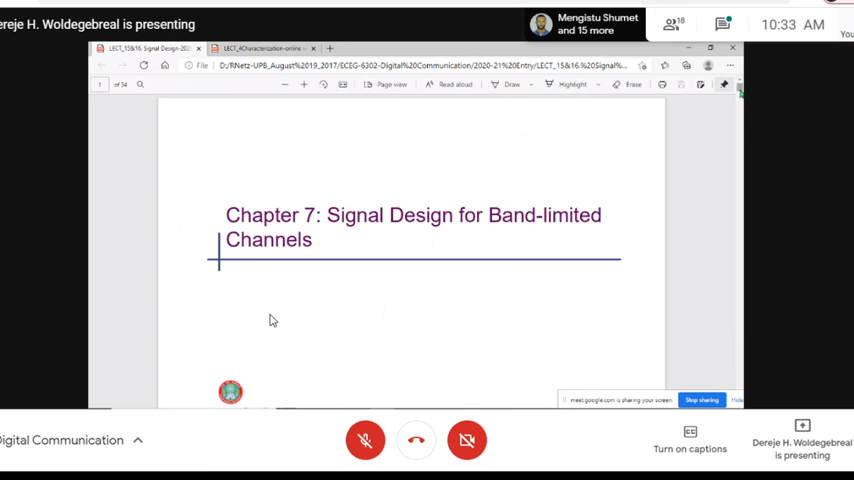 ereje H. Woldegebreal is presenting
Mengistu Shumet
and 15 more
18
10:33 AM
You
LECT_15&16. Signal Design-202
LECT_4Characterization-online
File
D:/RNetz-UPB_August%2019_2017/ECEG-6302-Digital%20Communication/2020-21%20Entry/LECT_15&16.%20Signal%...
1 of 34
Page view
Read aloud
Draw
Highlight
Erase
Chapter 7: Signal Design for Band-limited
Channels
meet.google.com is sharing your screen.
Stop sharing
Hide
Digital Communication
Turn on captions
Dereje H. Woldegebreal
is presenting